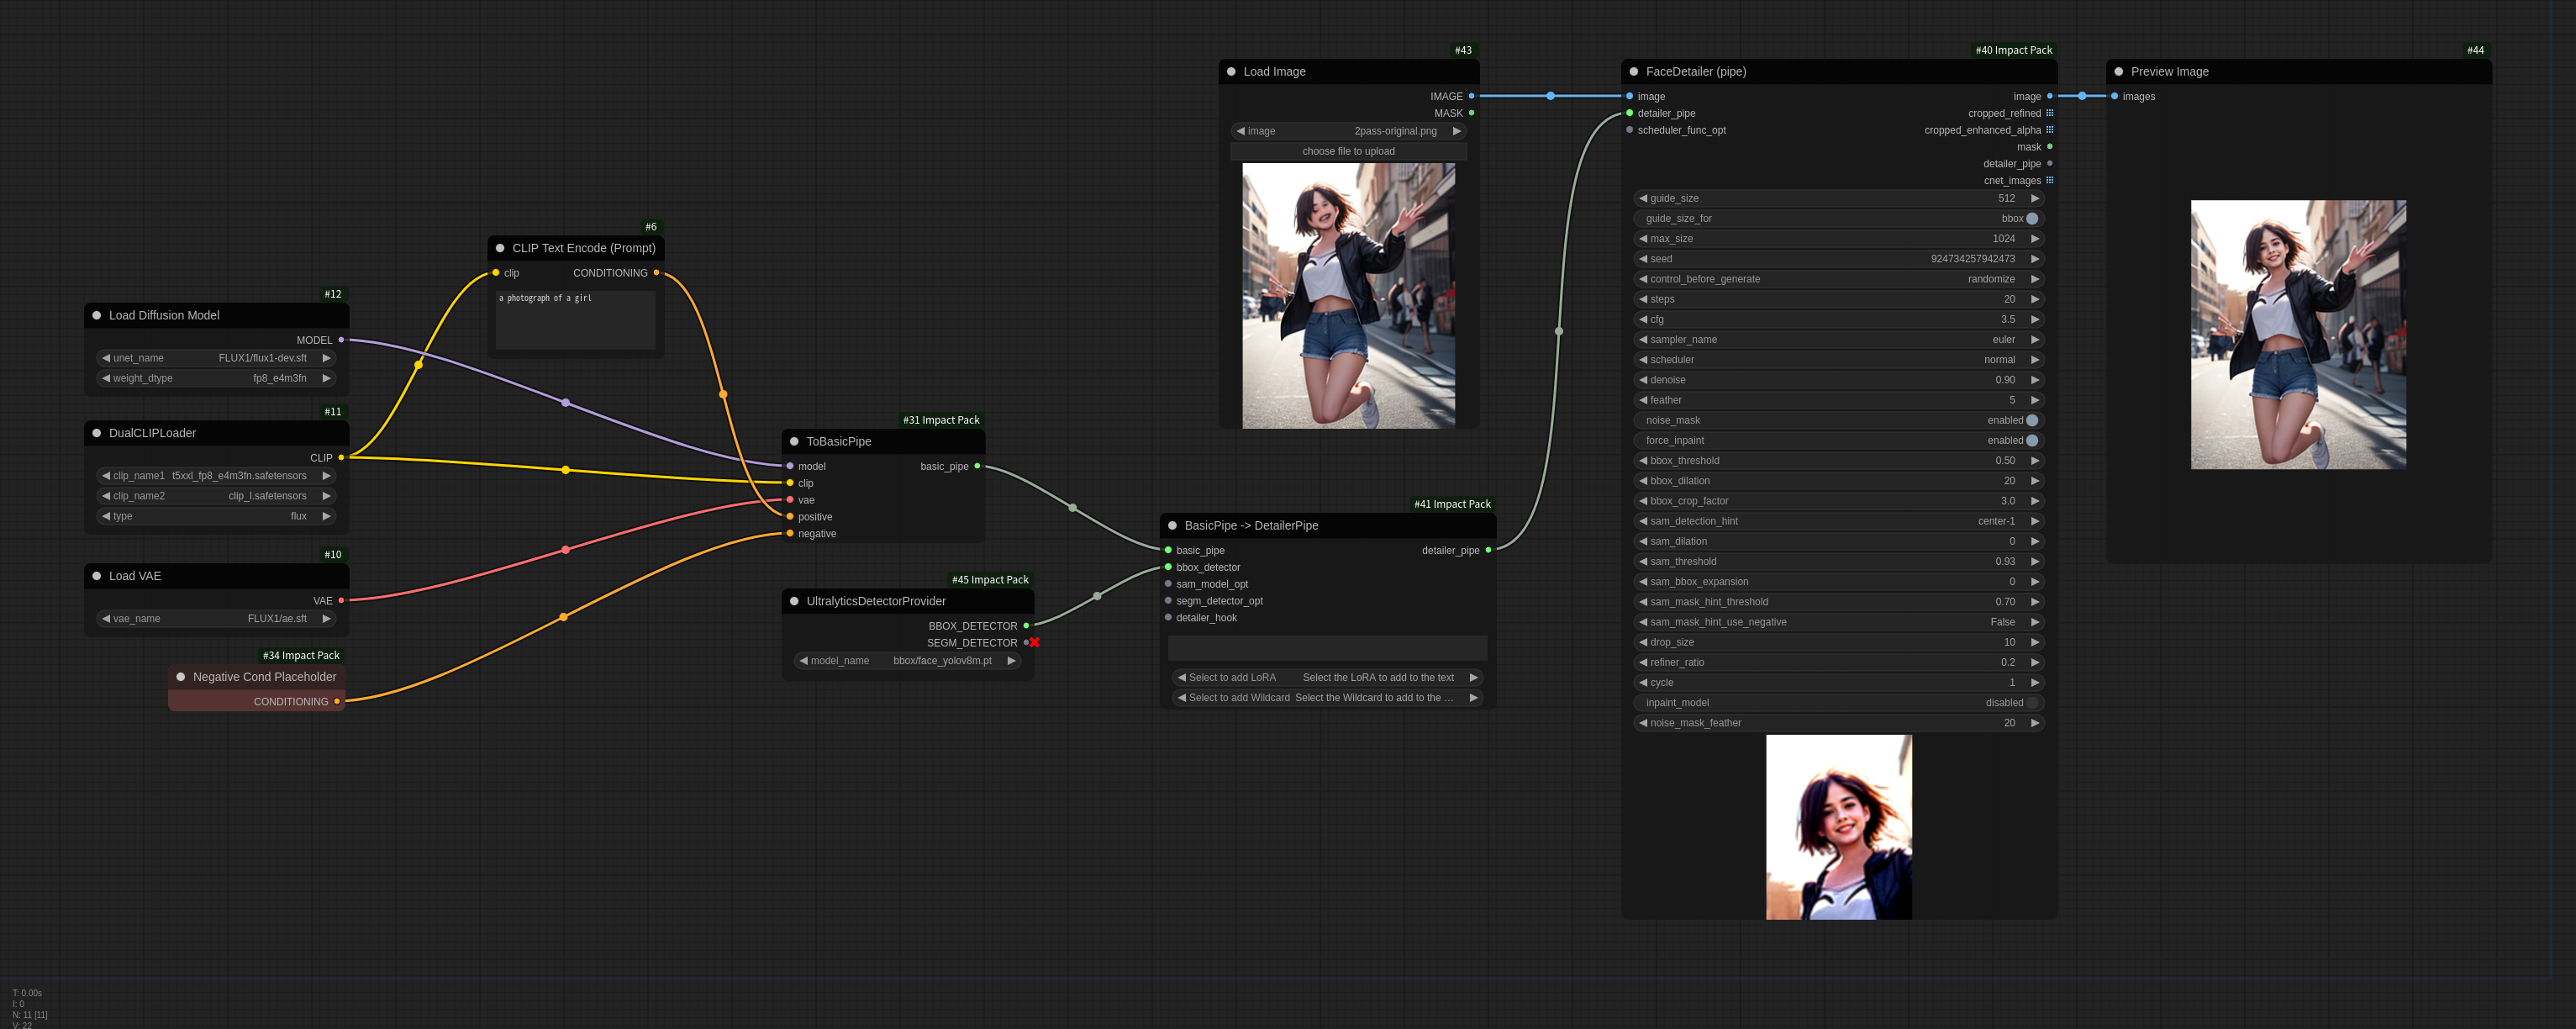 #12
Load Diffusion Model
MODEL
unet_name FLUX1/flux1-dev.sft
weight_dtype fp8_e4m3fn
#11
DualCLIPLoader
CLIP
clip_name1 t5xxl_fp8_e4m3fn.safetensors
clip_name2 clip_l.safetensors
type flux
#10
Load VAE
VAE
vae_name FLUX1/ae.sft
#34 Impact Pack
Negative Cond Placeholder
CONDITIONING
#6
CLIP Text Encode (Prompt)
clip CONDITIONING
a photograph of a girl
#31 Impact Pack
ToBasicPipe
model basic_pipe
clip
vae
positive
negative
#45 Impact Pack
UltralyticsDetectorProvider
BBOX_DETECTOR
SEGM_DETECTOR
model_name bbox/face_yolov8m.pt
#43
Load Image
IMAGE
MASK
image 2pass-original.png
choose file to upload
#41 Impact Pack
BasicPipe -> DetailerPipe
basic_pipe detailer_pipe
bbox_detector
sam_model_opt
segm_detector_opt
detailer_hook
Select to add LoRA Select the LoRA to add to the text
Select to add Wildcard Select the Wildcard to add to the ...
#40 Impact Pack
FaceDetailer (pipe)
image image
detailer_pipe cropped_refined
scheduler_func_opt cropped_enhanced_alpha
mask
detailer_pipe
cnet_images
guide_size 512
guide_size_for bbox
max_size 1024
seed 924734257942473
control_before_generate randomize
steps 20
cfg 3.5
sampler_name euler
scheduler normal
denoise 0.90
feather 5
noise_mask enabled
force_inpaint enabled
bbox_threshold 0.50
bbox_dilation 20
bbox_crop_factor 3.0
sam_detection_hint center-1
sam_dilation 0
sam_threshold 0.93
sam_bbox_expansion 0
sam_mask_hint_threshold 0.70
sam_mask_hint_use_negative False
drop_size 10
refiner_ratio 0.2
cycle 1
inpaint_model disabled
noise_mask_feather 20
#44
Preview Image
images
T: 0.00s
I: 0
N: 11 [11]
V: 22